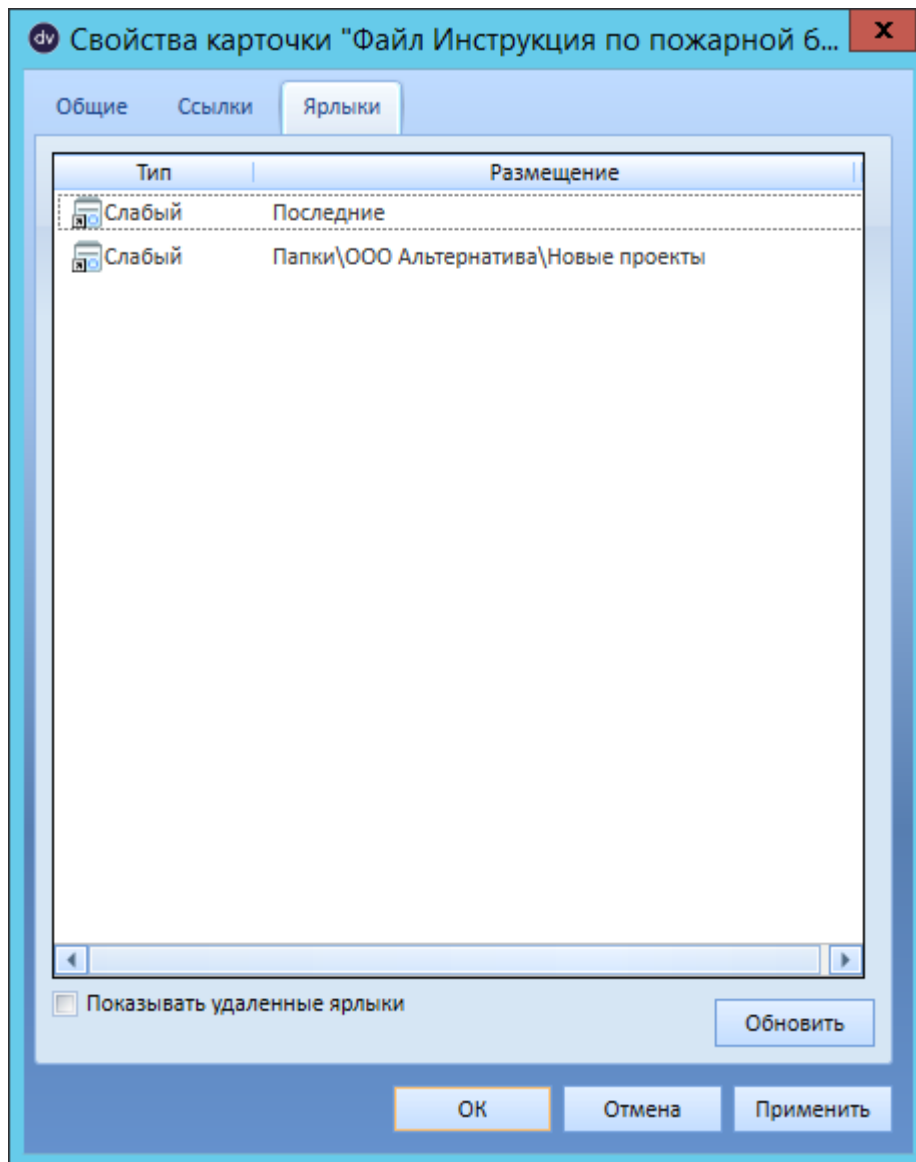 dv Свойства карточки "Файл Инструкция по пожарной б... x
Общие Ссылки Ярлыки
Тип Размещение
Слабый Последние
Слабый Папки\ООО Альтернатива\Новые проекты
Показывать удаленные ярлыки
Обновить
ОК Отмена Применить